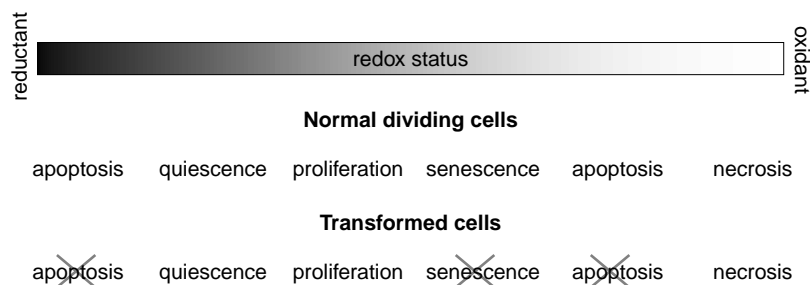 reductant
redox status
oxidant
Normal dividing cells
apoptosis quiescence proliferation senescence apoptosis necrosis
Transformed cells
apoptosis quiescence proliferation senescence apoptosis necrosis